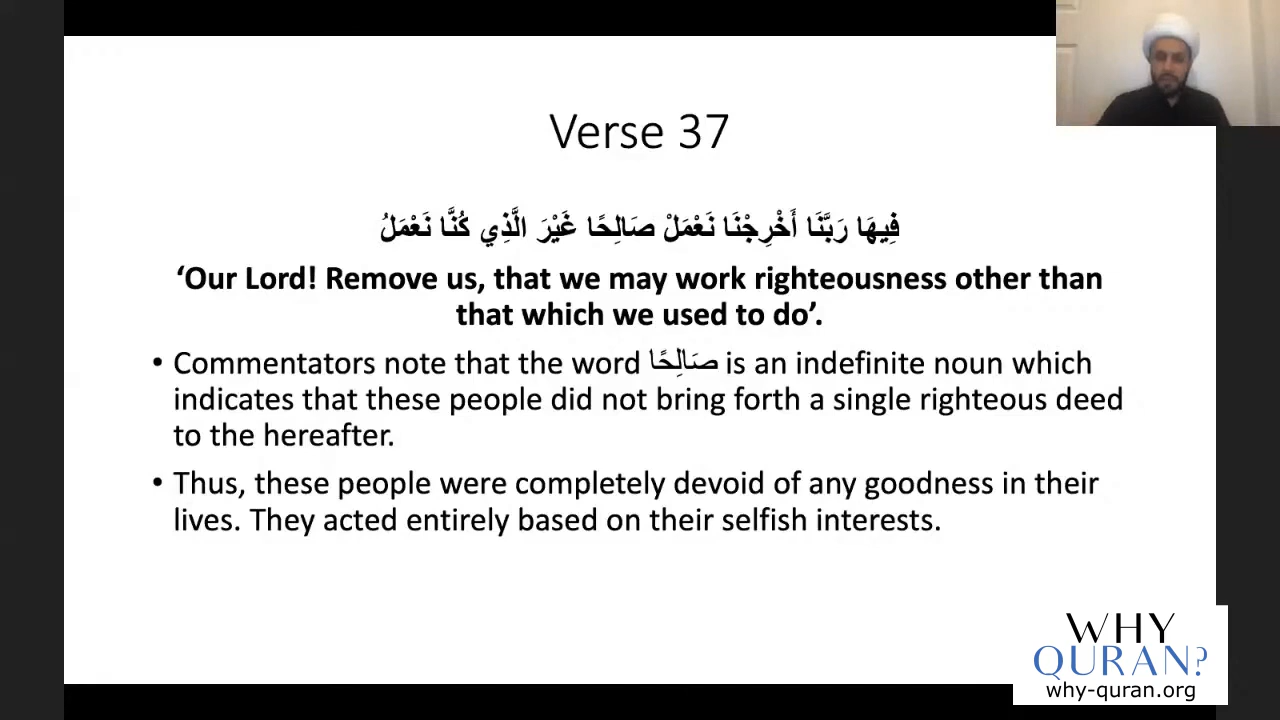 Verse 37
فِيهَا رَبَّنَا أَخْرِجْنَا نَعْمَلْ صَالِحًا غَيْرَ الَّذِي كُنَّا نَعْمَلُ
‘Our Lord! Remove us, that we may work righteousness other than
that which we used to do’.
• Commentators note that the word صَالِحًا is an indefinite noun which
indicates that these people did not bring forth a single righteous deed
to the hereafter.
• Thus, these people were completely devoid of any goodness in their
lives. They acted entirely based on their selfish interests.
WHY
QURAN?
why-quran.org